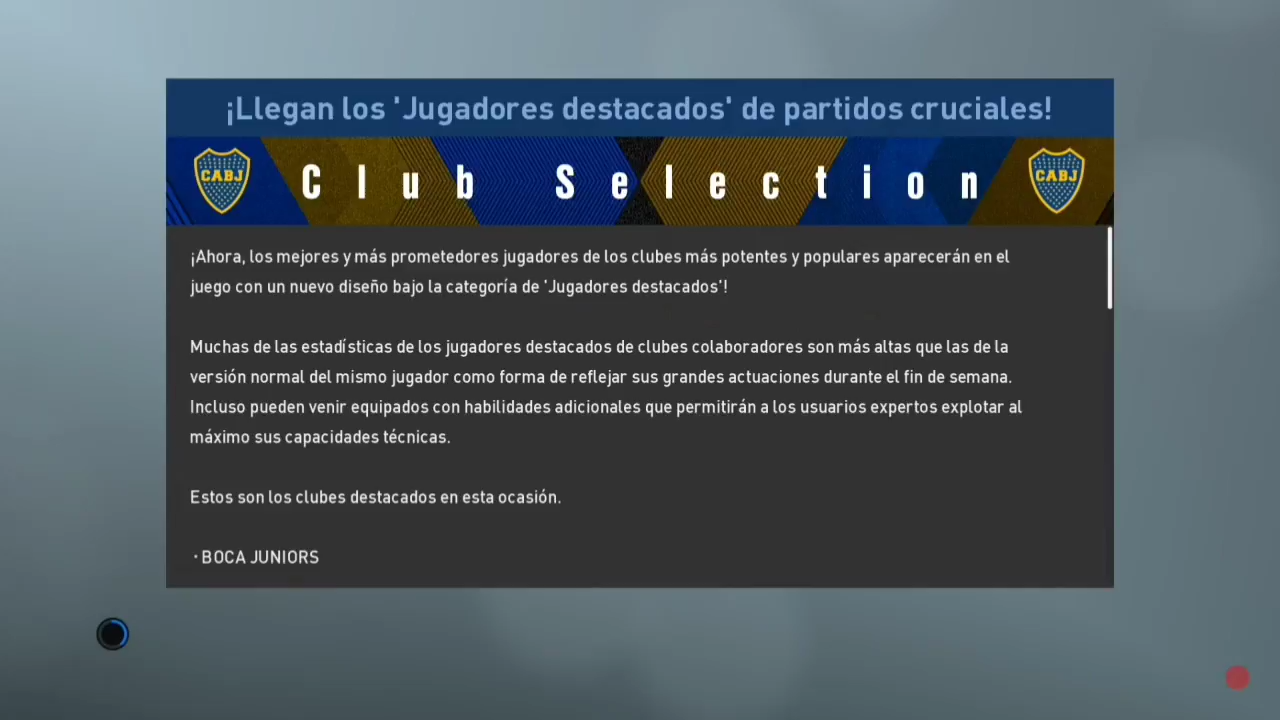 ¡Llegan los 'Jugadores destacados' de partidos cruciales!
CABJ Club Selection CABJ
¡Ahora, los mejores y más prometedores jugadores de los clubes más potentes y populares aparecerán en el
juego con un nuevo diseño bajo la categoría de 'Jugadores destacados'!
Muchas de las estadísticas de los jugadores destacados de clubes colaboradores son más altas que las de la
versión normal del mismo jugador como forma de reflejar sus grandes actuaciones durante el fin de semana.
Incluso pueden venir equipados con habilidades adicionales que permitirán a los usuarios expertos explotar al
máximo sus capacidades técnicas.
Estos son los clubes destacados en esta ocasión.
・BOCA JUNIORS